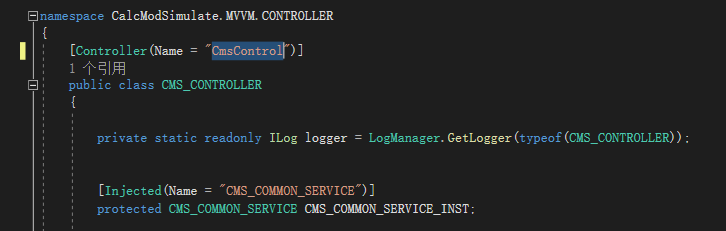 namespace CalcModSimulate.MVVM.CONTROLLER
{
[Controller(Name = "CmsControl")]
1 个引用
public class CMS_CONTROLLER
{
private static readonly ILog logger = LogManager.GetLogger(typeof(CMS_CONTROLLER));
[Injected(Name = "CMS_COMMON_SERVICE")]
protected CMS_COMMON_SERVICE CMS_COMMON_SERVICE_INST;